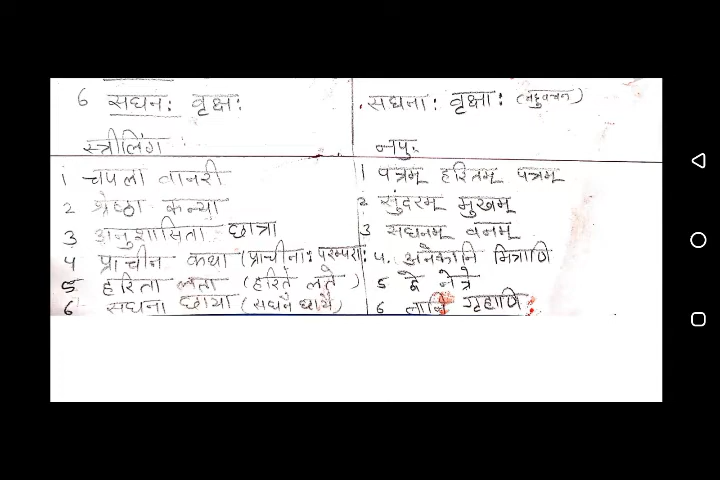 6 सघनः वृक्षः
. सघनाः वृक्षाः (बहुवचन)
स्त्रीलिंग
नपु.
1 चपला वानरी
2 श्रेष्ठा कन्या
3 अनुशासिता छात्रा
4 प्राचीन कथा (प्राचीनाः परम्पराः
5 हरिता लता (हरिते लते)
6 सघना छाया (सघनै छायै)
1 पत्रम् हरितम् पत्रम्
2 सुंदरम् मुखम्
3 सघनम् वनम्
4. अनेकानि मित्राणि
5 द्वे नेत्रे
6 तानि गृहाणि